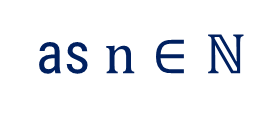 as n ∈ ℕ